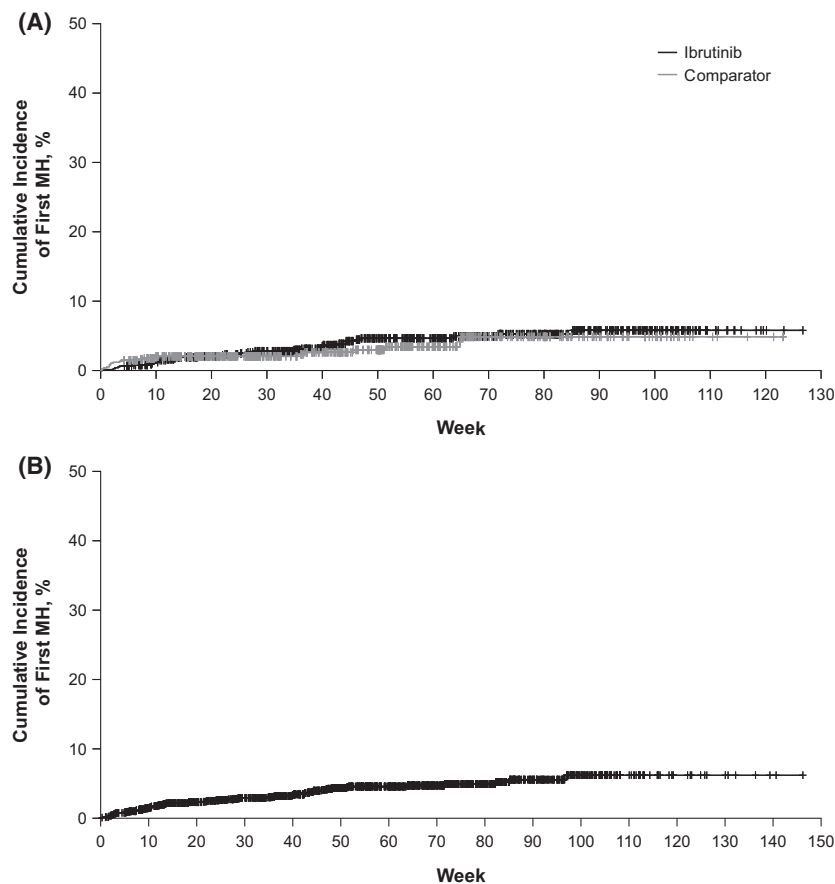 (A)
50
40
30
20
10
0
Cumulative Incidence
of First MH, %
Ibrutinib
Comparator
0 10 20 30 40 50 60 70 80 90 100 110 120 130
Week
(B)
50
40
30
20
10
0
Cumulative Incidence
of First MH, %
0 10 20 30 40 50 60 70 80 90 100 110 120 130 140 150
Week